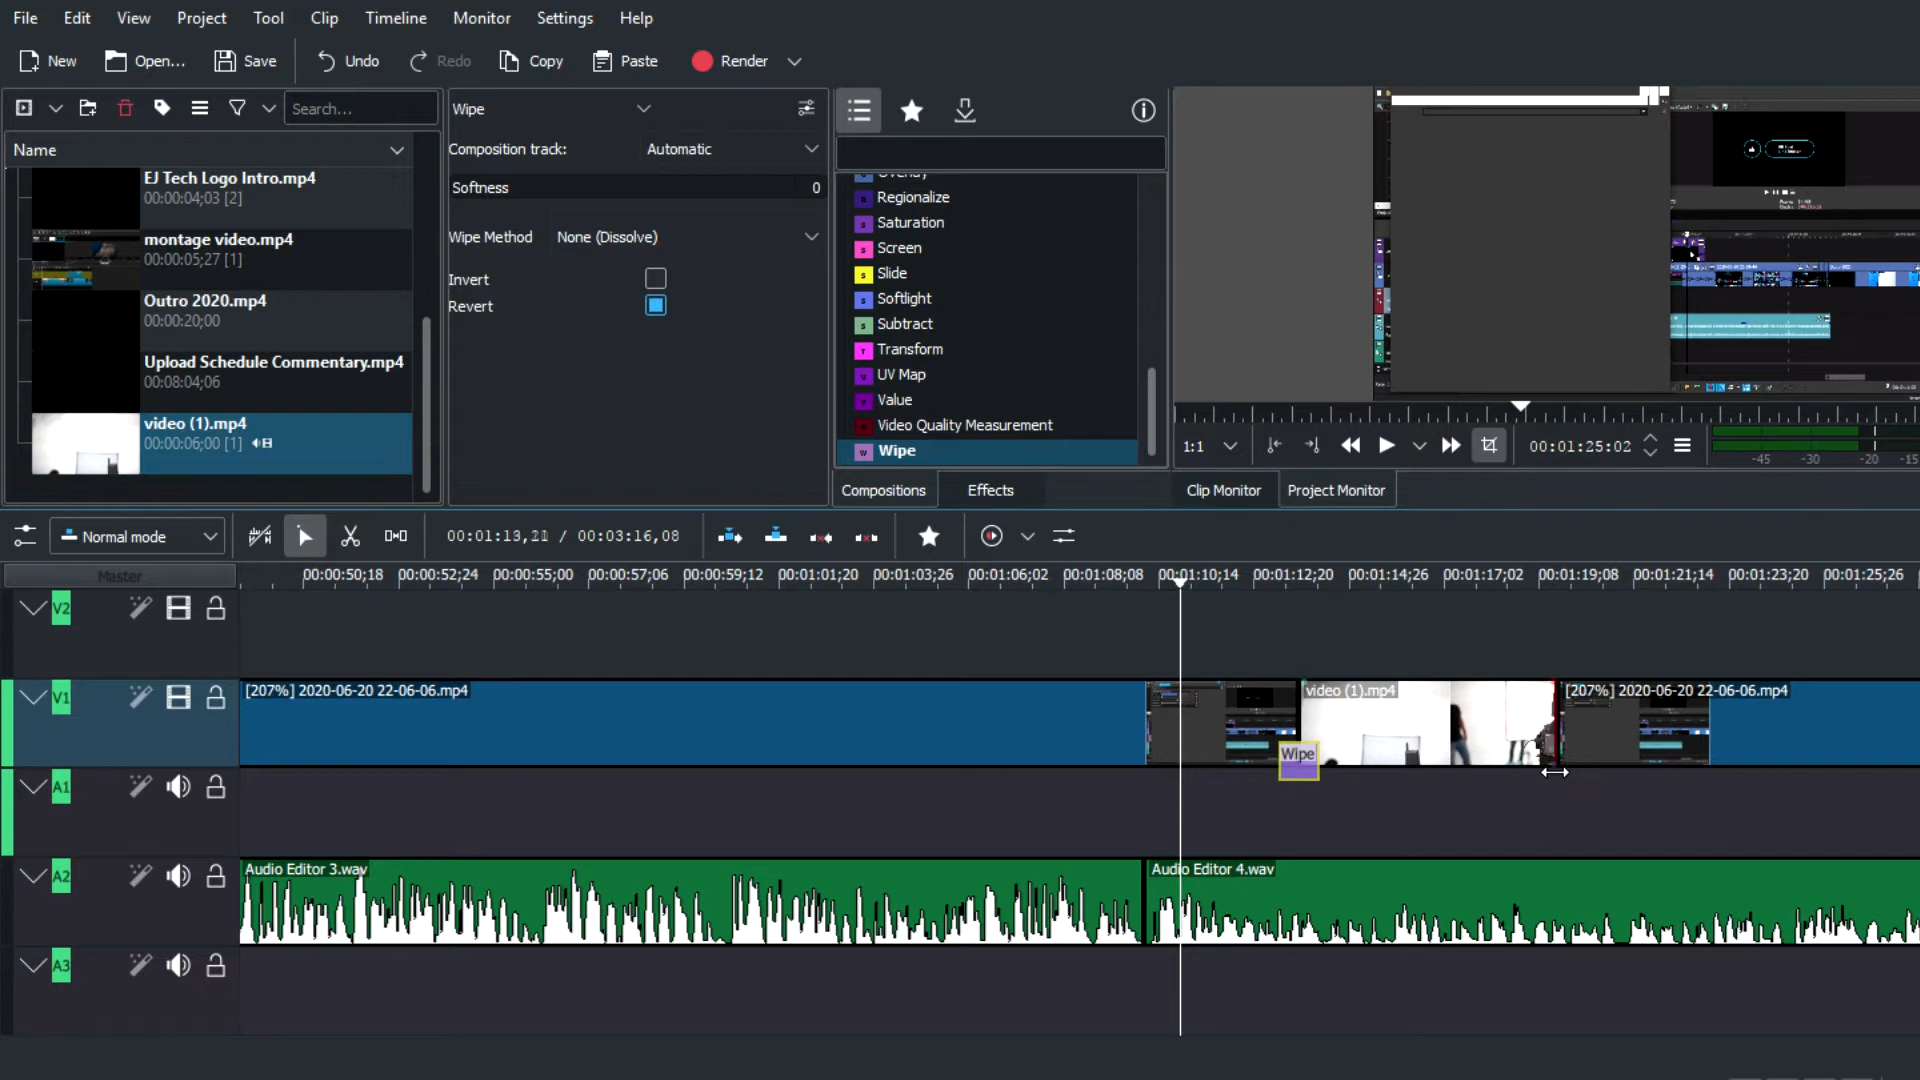 File Edit View Project Tool Clip Timeline Monitor Settings Help
New Open... Save Undo Redo Copy Paste Render
Search...
Name
EJ Tech Logo Intro.mp4
00:00:04;03 [2]
montage video.mp4
00:00:05;27 [1]
Outro 2020.mp4
00:00:20;00
Upload Schedule Commentary.mp4
00:08:04;06
video (1).mp4
00:00:06;00 [1]
Wipe
Composition track: Automatic
Softness 0
Wipe Method None (Dissolve)
Invert
Revert
Overlay
Regionalize
Saturation
Screen
Slide
Softlight
Subtract
Transform
UV Map
Value
Video Quality Measurement
Wipe
Compositions Effects
1:1 00:01:25:02
-45 -30 -20 -15
Clip Monitor Project Monitor
Normal mode 00:01:13,21 / 00:03:16,08
Master 00:00:50;18 00:00:52;24 00:00:55;00 00:00:57;06 00:00:59;12 00:01:01;20 00:01:03;26 00:01:06;02 00:01:08;08 00:01:10;14 00:01:12;20 00:01:14;26 00:01:17;02 00:01:19;08 00:01:21;14 00:01:23;20 00:01:25;26
V2
V1 [207%] 2020-06-20 22-06-06.mp4 video (1).mp4 [207%] 2020-06-20 22-06-06.mp4
Wipe
A1
A2 Audio Editor 3.wav Audio Editor 4.wav
A3